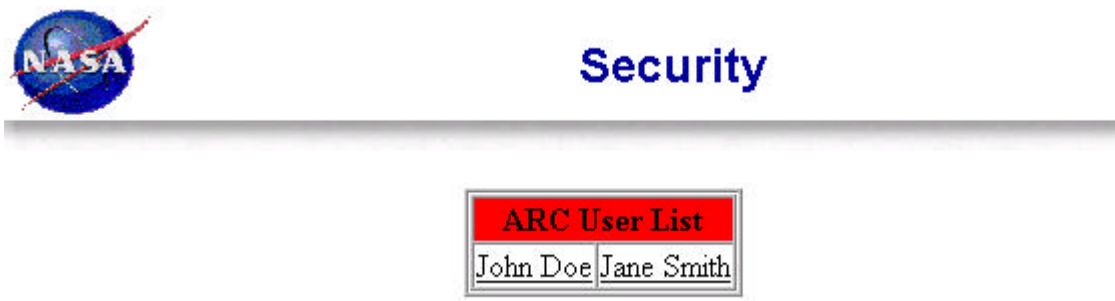 NASA
Security
ARC User List
John Doe Jane Smith